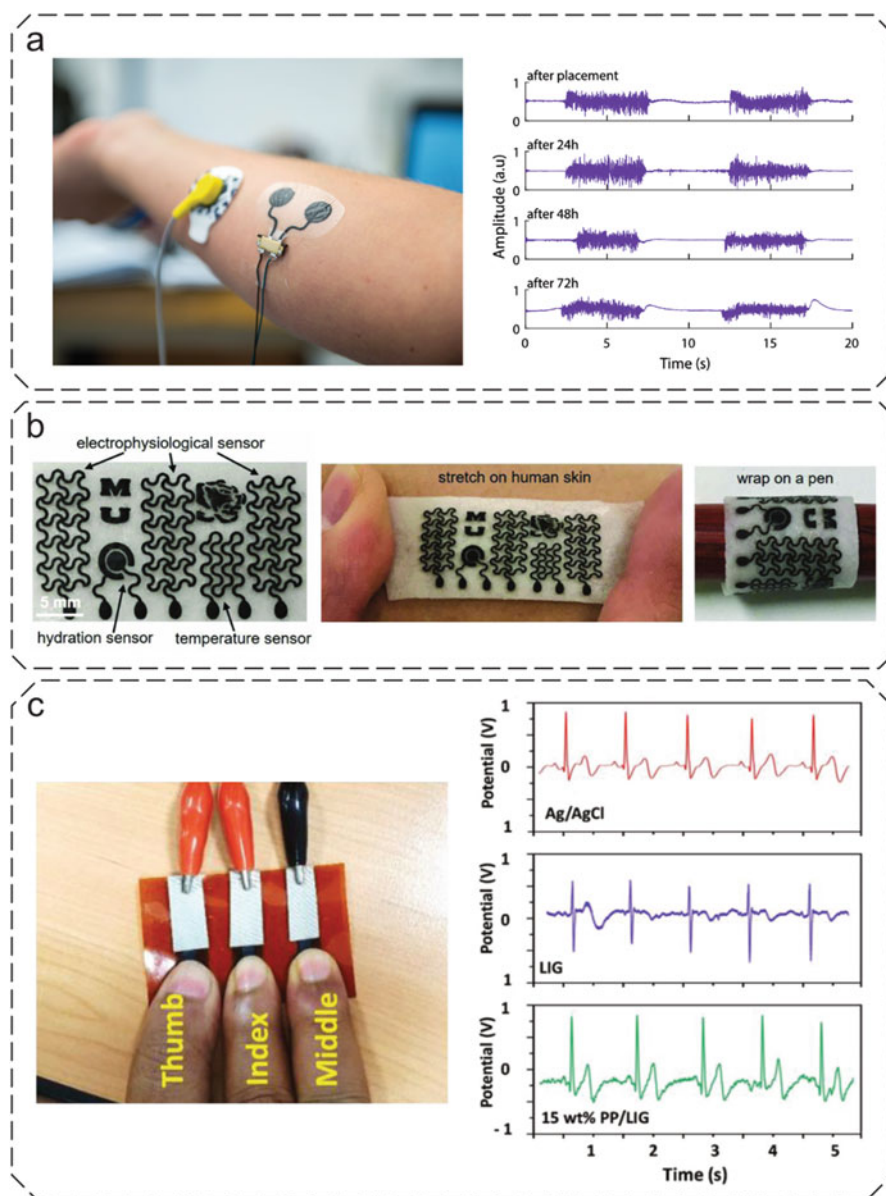 a
after placement
1
0
after 24h
1
0
after 48h
1
0
after 72h
1
0
0
5
10
15
20
Amplitude (a.u)
Time (s)
b
electrophysiological sensor
M
U
5 mm
hydration sensor
temperature sensor
stretch on human skin
M
U
wrap on a pen
c
Thumb
Index
Middle
1
0
1
Potential (V)
Ag/AgCl
1
0
1
Potential (V)
LIG
1
0
- 1
Potential (V)
15 wt% PP/LIG
1
2
3
4
5
Time (s)